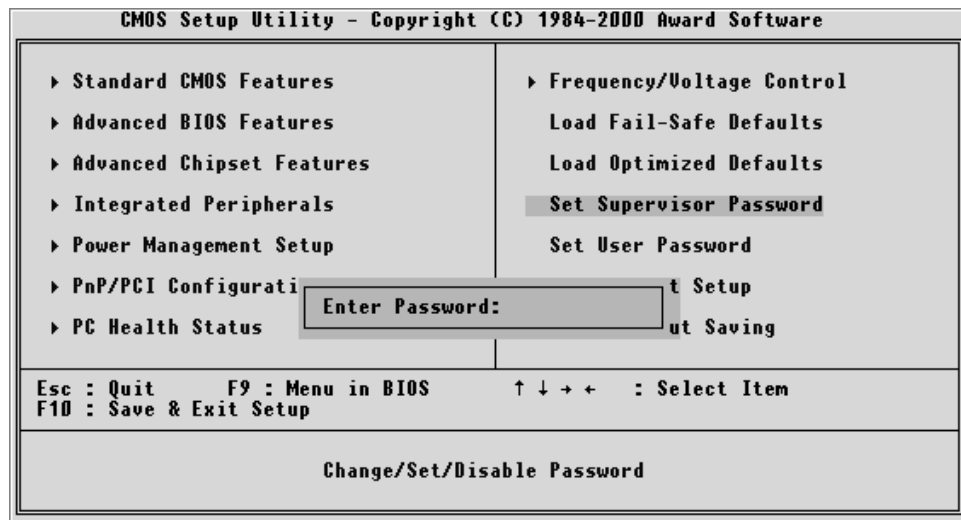 CMOS Setup Utility - Copyright (C) 1984-2000 Award Software
▸ Standard CMOS Features
▸ Advanced BIOS Features
▸ Advanced Chipset Features
▸ Integrated Peripherals
▸ Power Management Setup
▸ PnP/PCI Configurati
▸ PC Health Status
▸ Frequency/Voltage Control
Load Fail-Safe Defaults
Load Optimized Defaults
Set Supervisor Password
Set User Password
t Setup
ut Saving
Enter Password:
Esc : Quit F9 : Menu in BIOS ↑ ↓ → ← : Select Item
F10 : Save & Exit Setup
Change/Set/Disable Password